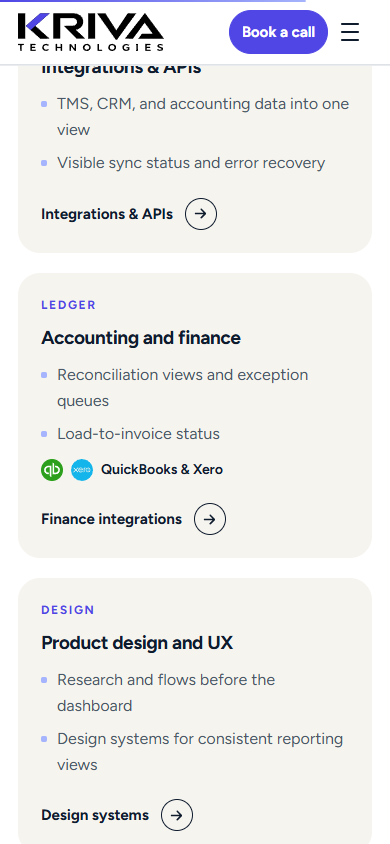 KRIVA
TECHNOLOGIES
Book a call
Integrations & APIs
TMS, CRM, and accounting data into one
view
Visible sync status and error recovery
Integrations & APIs
LEDGER
Accounting and finance
Reconciliation views and exception
queues
Load-to-invoice status
qb xero QuickBooks & Xero
Finance integrations
DESIGN
Product design and UX
Research and flows before the
dashboard
Design systems for consistent reporting
views
Design systems